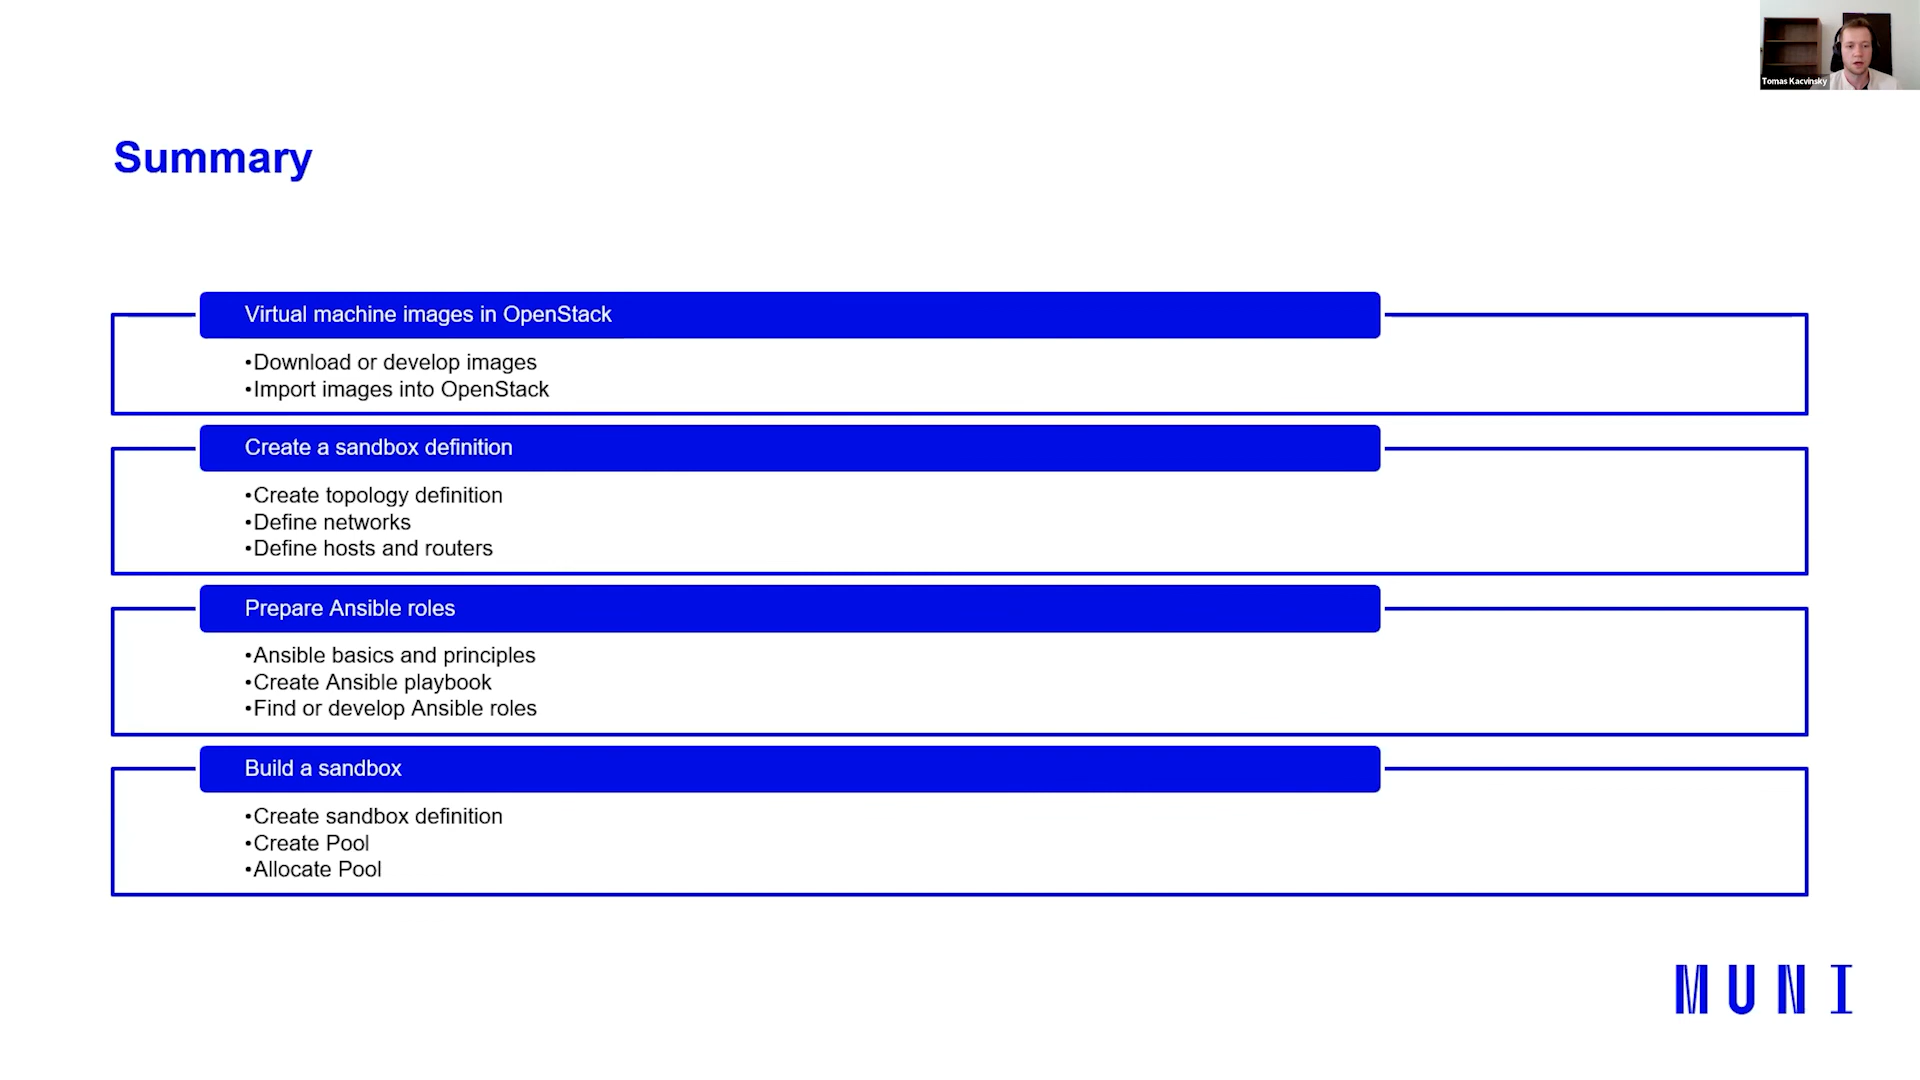 Tomas Kacvinsky
Summary
Virtual machine images in OpenStack
•Download or develop images
•Import images into OpenStack
Create a sandbox definition
•Create topology definition
•Define networks
•Define hosts and routers
Prepare Ansible roles
•Ansible basics and principles
•Create Ansible playbook
•Find or develop Ansible roles
Build a sandbox
•Create sandbox definition
•Create Pool
•Allocate Pool
MUNI